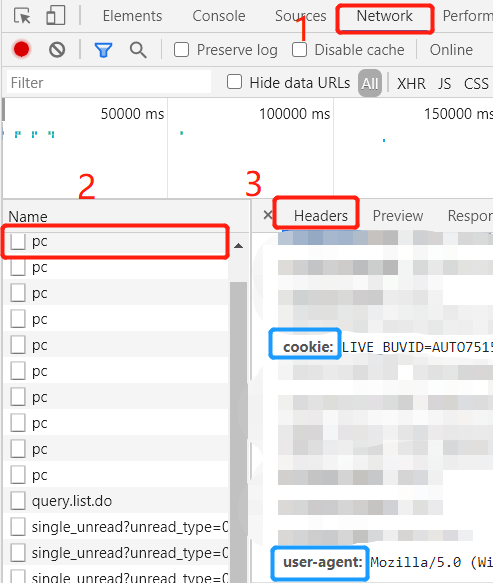 Elements Console Sources Network Perform
1
Preserve log Disable cache Online
Filter Hide data URLs All XHR JS CSS
50000 ms 100000 ms 150000 ms
2 3
Name × Headers Preview Respon
pc
pc
pc
pc
cookie: LIVE_BUVID=AUTO7515
pc
pc
pc
pc
pc
pc
query.list.do
single_unread?unread_type=0
single_unread?unread_type=0
user-agent: Mozilla/5.0 (Wi
single_unread?unread_type=0